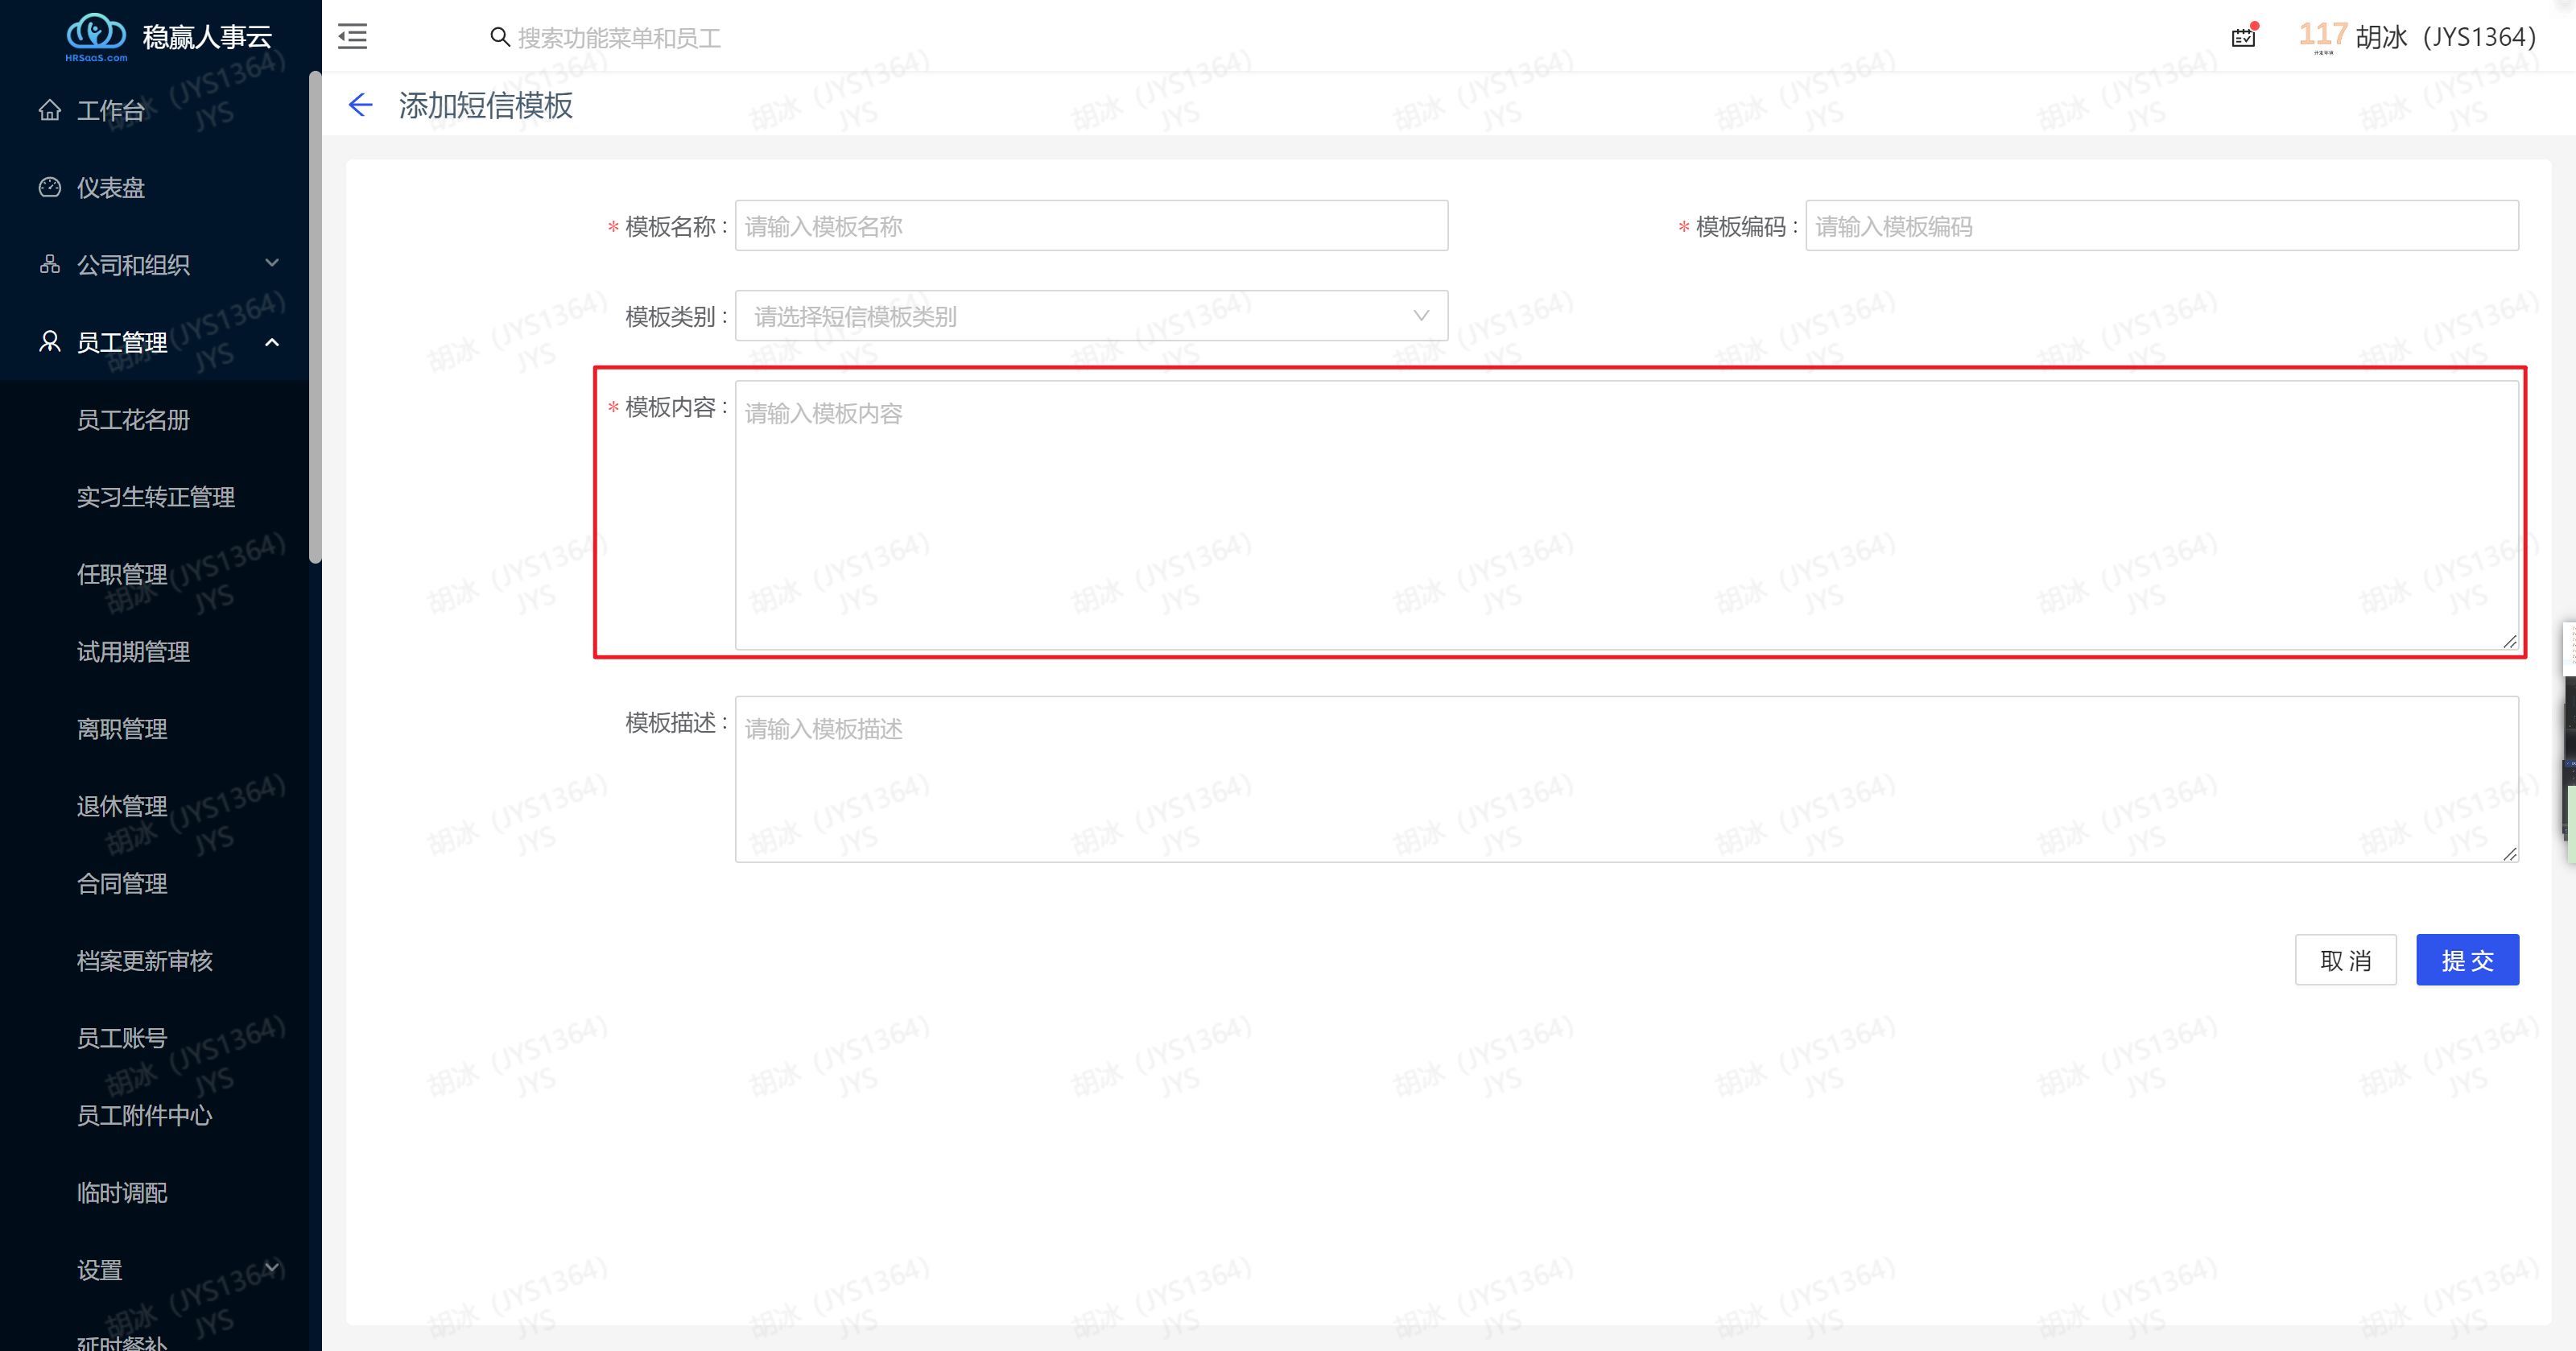 稳赢人事云
HRSaaS.com
搜索功能菜单和员工
117 胡冰（JYS1364）
工作台
仪表盘
公司和组织
员工管理
员工花名册
实习生转正管理
任职管理
试用期管理
离职管理
退休管理
合同管理
档案更新审核
员工账号
员工附件中心
临时调配
设置
延时餐补
添加短信模板
* 模板名称： 请输入模板名称
* 模板编码： 请输入模板编码
模板类别： 请选择短信模板类别
* 模板内容： 请输入模板内容
模板描述： 请输入模板描述
取 消 提 交
胡冰（JYS1364）
JYS